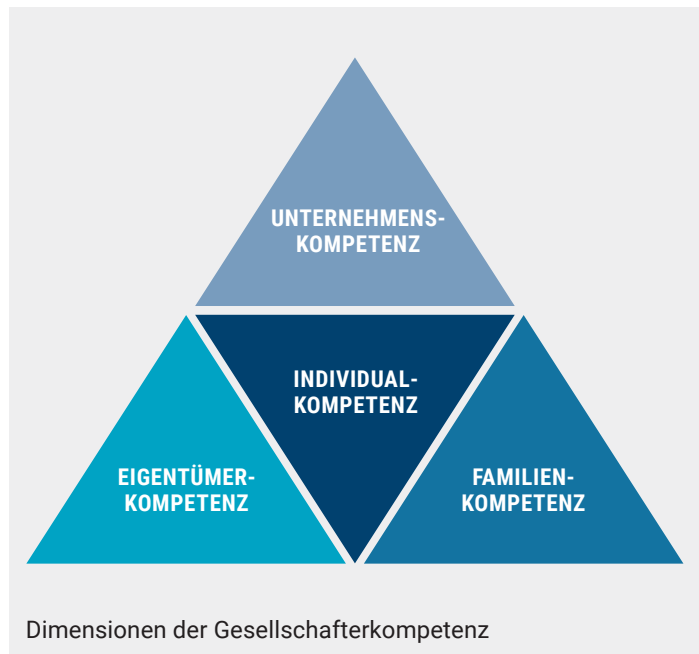 UNTERNEHMENS-
KOMPETENZ
INDIVIDUAL-
KOMPETENZ
EIGENTÜMER-
KOMPETENZ
FAMILIEN-
KOMPETENZ
Dimensionen der Gesellschafterkompetenz